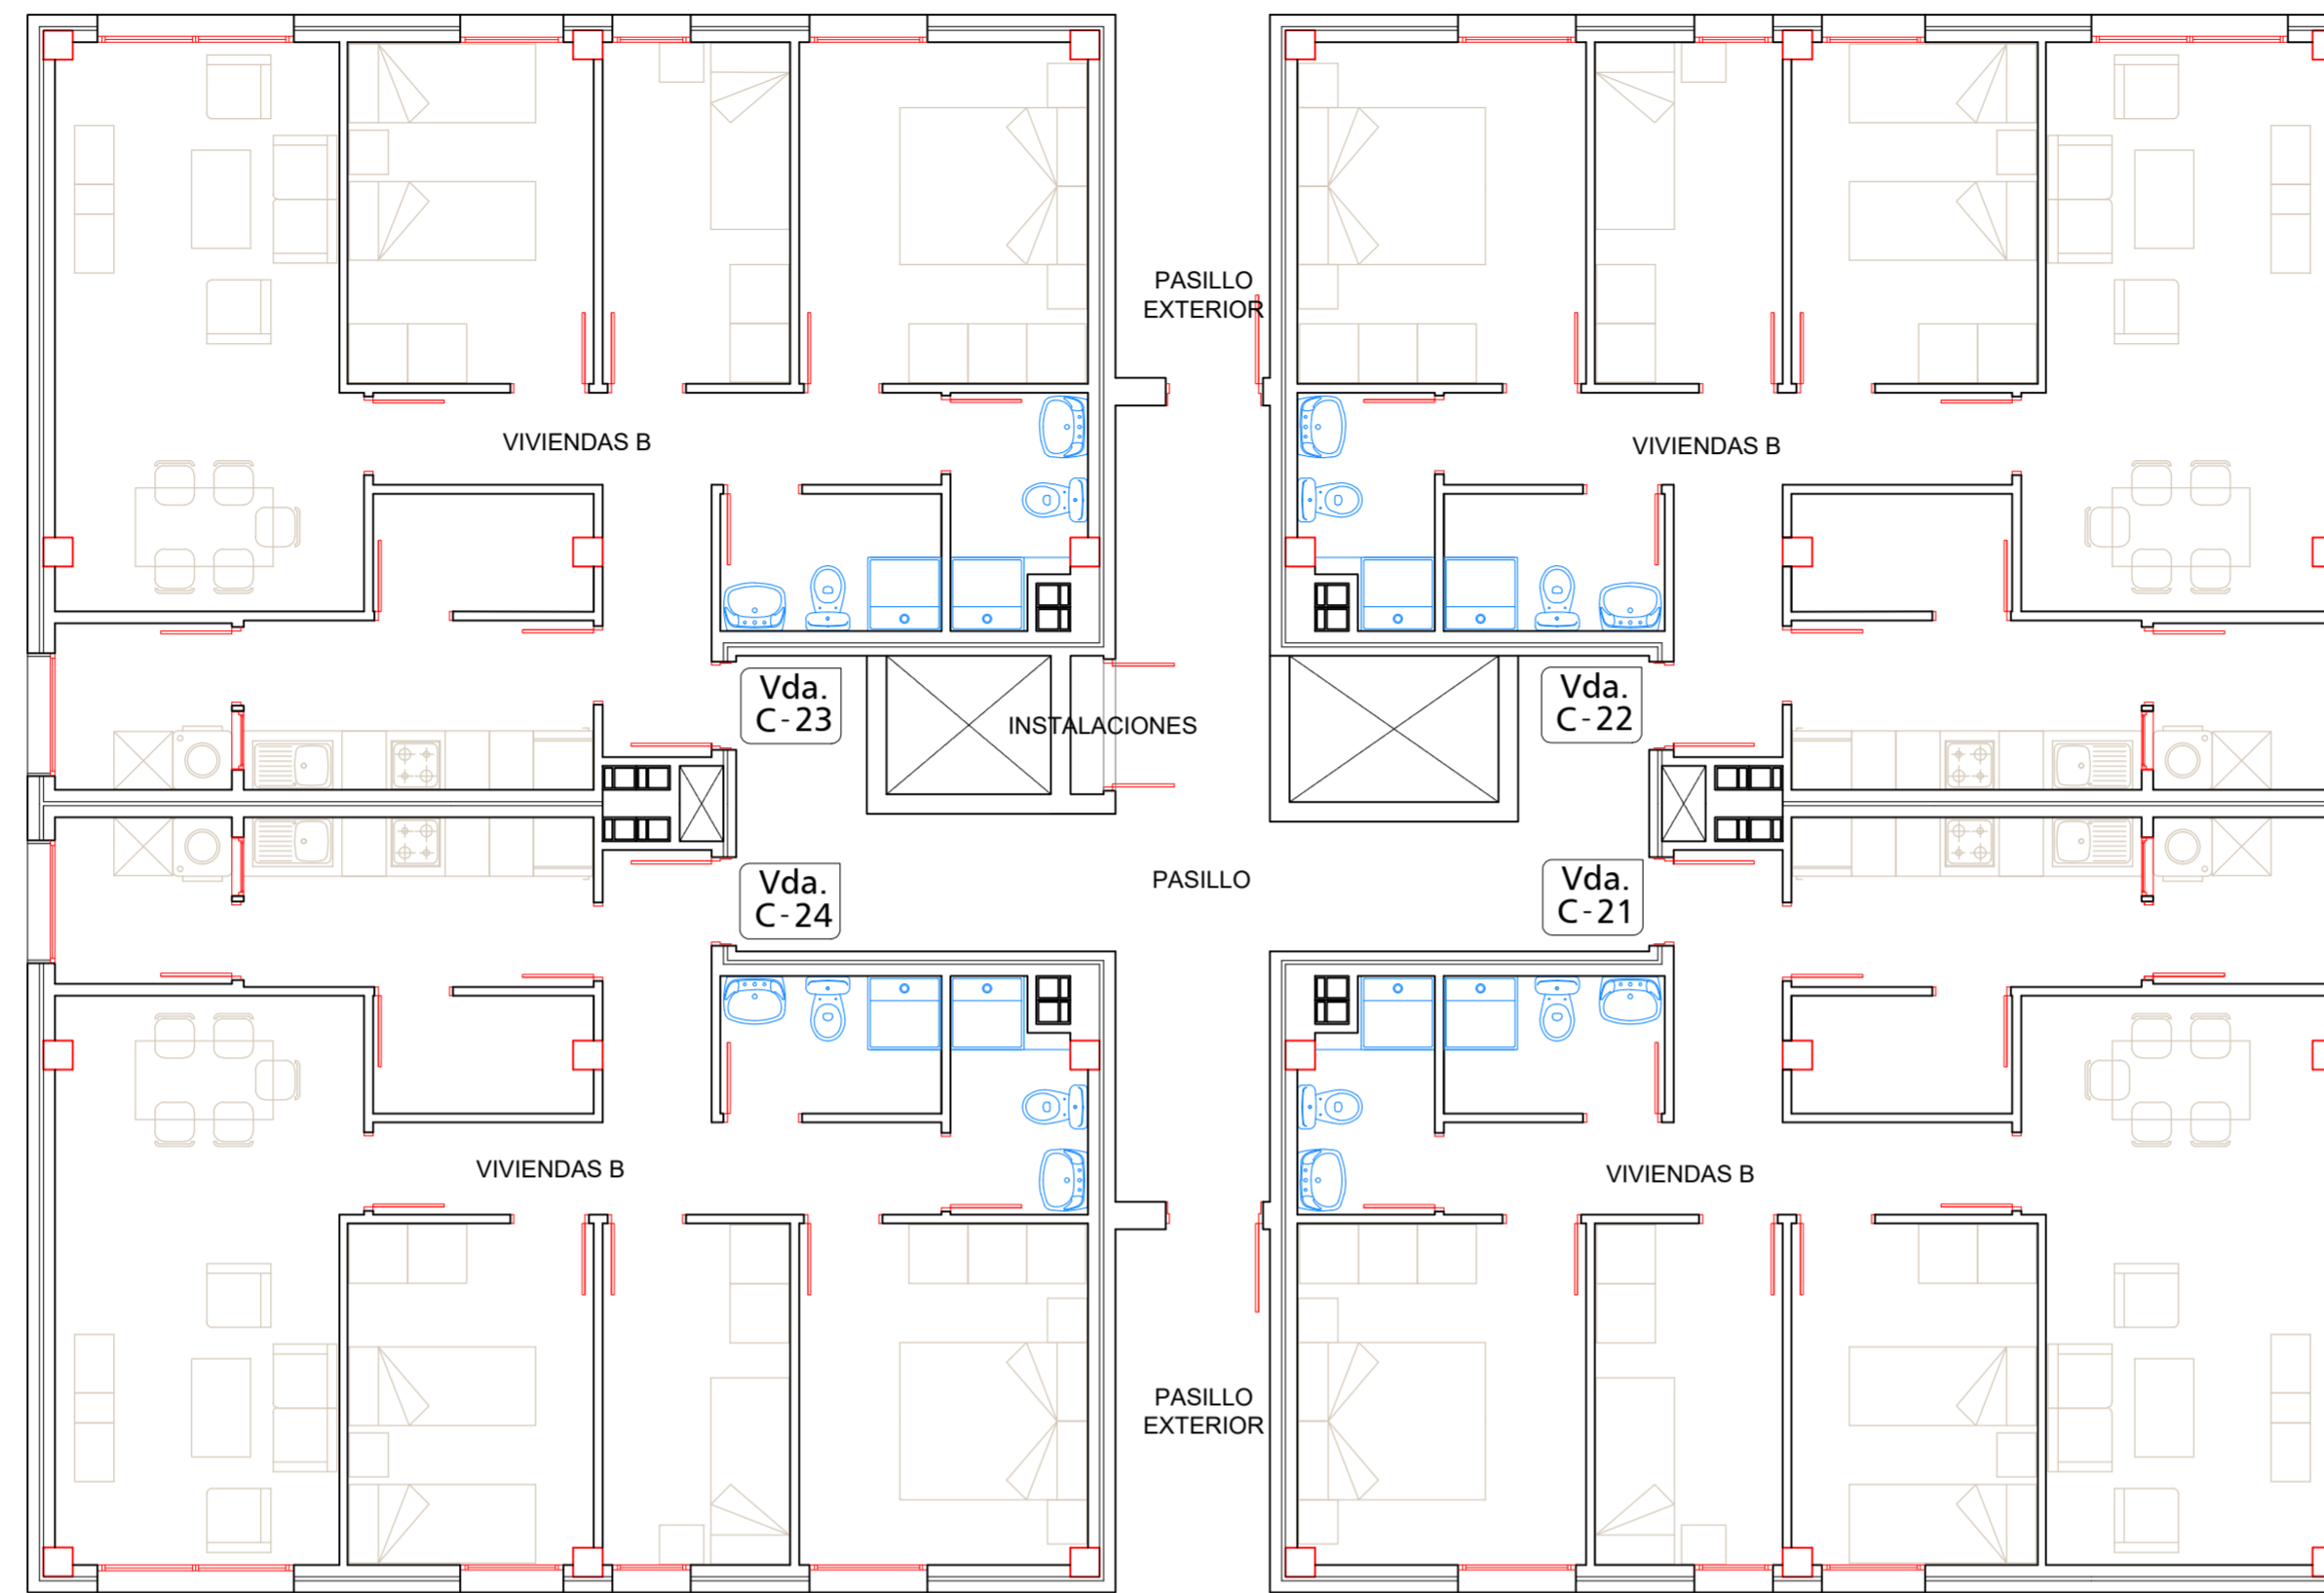 PASILLO
EXTERIOR
VIVIENDAS B
VIVIENDAS B
Vda.
C-23
INSTALACIONES
Vda.
C-22
Vda.
C-24
PASILLO
Vda.
C-21
VIVIENDAS B
VIVIENDAS B
PASILLO
EXTERIOR